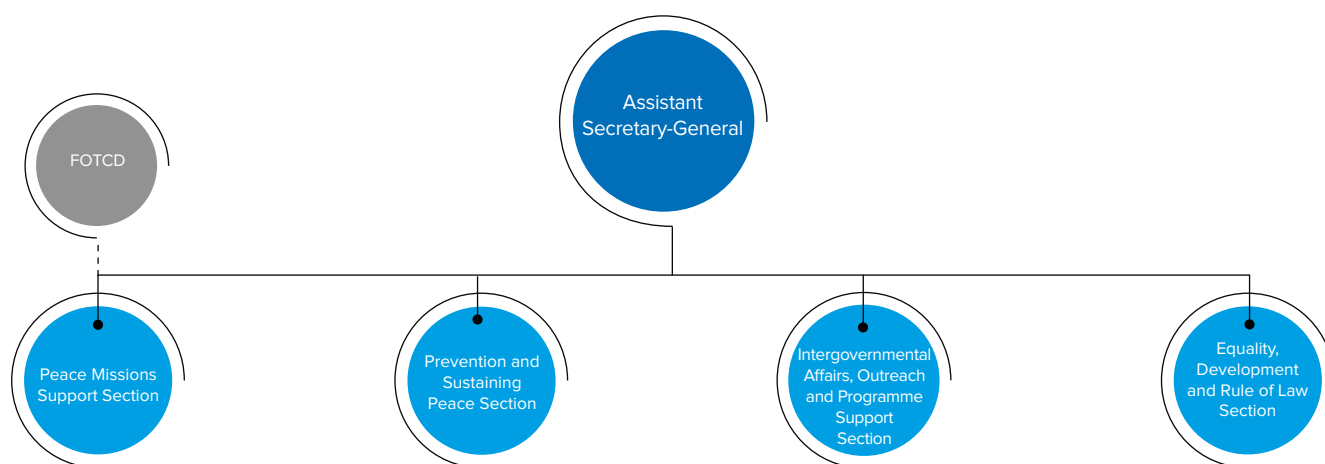 Assistant
Secretary-General
FOTCD
Peace Missions
Support Section
Prevention and
Sustaining
Peace Section
Intergovernmental
Affairs, Outreach
and Programme
Support
Section
Equality,
Development
and Rule of Law
Section